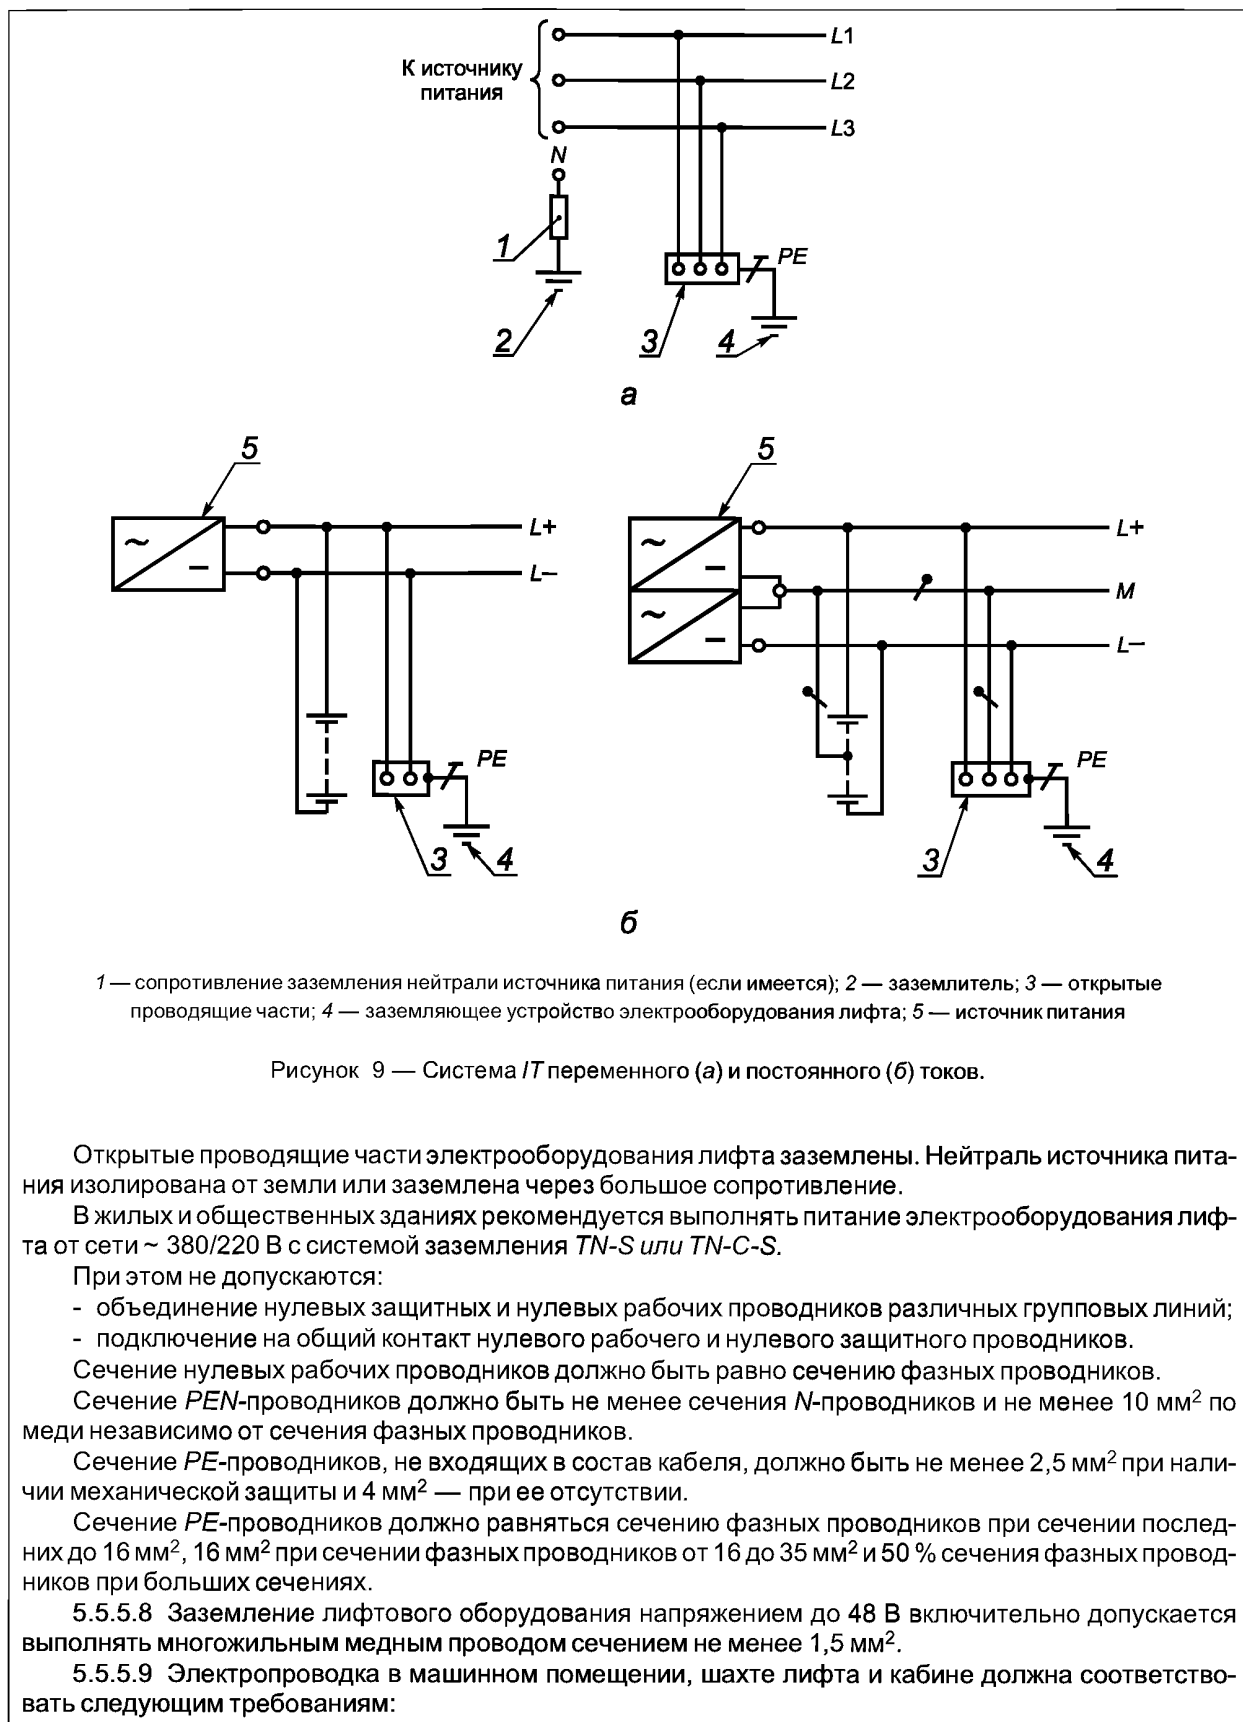 К источнику
питания
L1
L2
L3
N
1
2
3
PE
4
а
5
L+
L–
~
–
PE
3
4
5
~
–
~
–
L+
M
L–
PE
3
4
б
1 — сопротивление заземления нейтрали источника питания (если имеется); 2 — заземлитель; 3 — открытые
проводящие части; 4 — заземляющее устройство электрооборудования лифта; 5 — источник питания
Рисунок 9 — Система IT переменного (а) и постоянного (б) токов.
Открытые проводящие части электрооборудования лифта заземлены. Нейтраль источника пита-
ния изолирована от земли или заземлена через большое сопротивление.
В жилых и общественных зданиях рекомендуется выполнять питание электрооборудования лиф-
та от сети ~ 380/220 В с системой заземления TN-S или TN-C-S.
При этом не допускаются:
- объединение нулевых защитных и нулевых рабочих проводников различных групповых линий;
- подключение на общий контакт нулевого рабочего и нулевого защитного проводников.
Сечение нулевых рабочих проводников должно быть равно сечению фазных проводников.
Сечение PEN-проводников должно быть не менее сечения N-проводников и не менее 10 мм² по
меди независимо от сечения фазных проводников.
Сечение PE-проводников, не входящих в состав кабеля, должно быть не менее 2,5 мм² при нали-
чии механической защиты и 4 мм² — при ее отсутствии.
Сечение PE-проводников должно равняться сечению фазных проводников при сечении послед-
них до 16 мм², 16 мм² при сечении фазных проводников от 16 до 35 мм² и 50 % сечения фазных провод-
ников при больших сечениях.
5.5.5.8 Заземление лифтового оборудования напряжением до 48 В включительно допускается
выполнять многожильным медным проводом сечением не менее 1,5 мм².
5.5.5.9 Электропроводка в машинном помещении, шахте лифта и кабине должна соответство-
вать следующим требованиям: